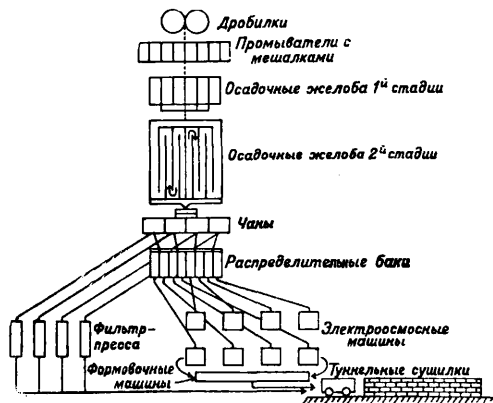 Дробилки
Промыватели с
мешалками
Осадочные желоба 1й стадии
Осадочные желоба 2й стадии
Чаны
Распределительные баки
Фильтр-
пресса
Электроосмосные
машины
Формовочные
машины
Туннельные сушилки